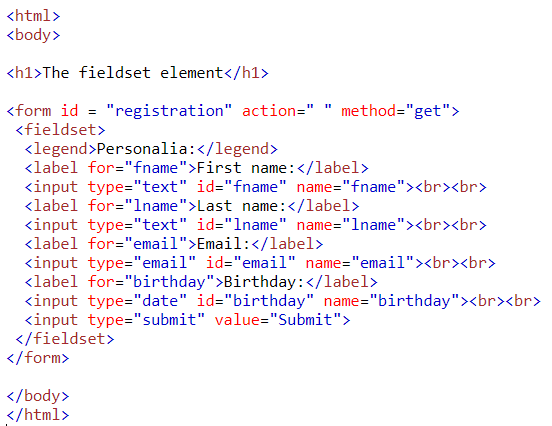 <html>
<body>
<h1>The fieldset element</h1>
<form id = "registration" action=" " method="get">
<fieldset>
<legend>Personalia:</legend>
<label for="fname">First name:</label>
<input type="text" id="fname" name="fname"><br><br>
<label for="lname">Last name:</label>
<input type="text" id="lname" name="lname"><br><br>
<label for="email">Email:</label>
<input type="email" id="email" name="email"><br><br>
<label for="birthday">Birthday:</label>
<input type="date" id="birthday" name="birthday"><br><br>
<input type="submit" value="Submit">
</fieldset>
</form>
</body>
</html>